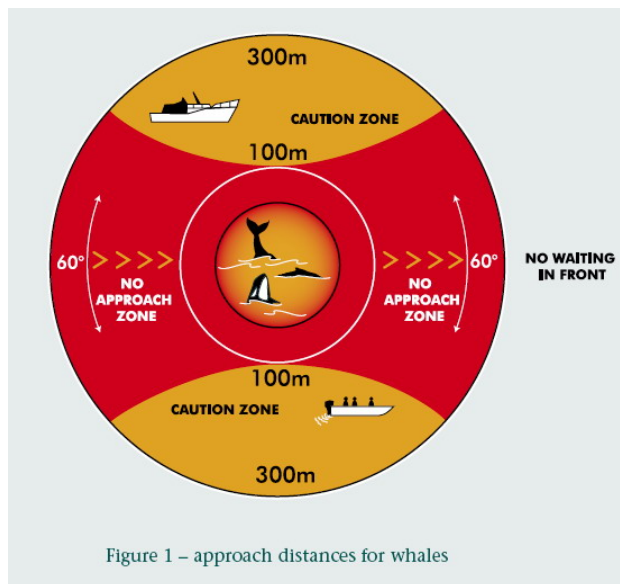 300m
CAUTION ZONE
100m
60°
NO
APPROACH
ZONE
NO
APPROACH
ZONE
60°
NO WAITING
IN FRONT
100m
CAUTION ZONE
300m
Figure 1 – approach distances for whales